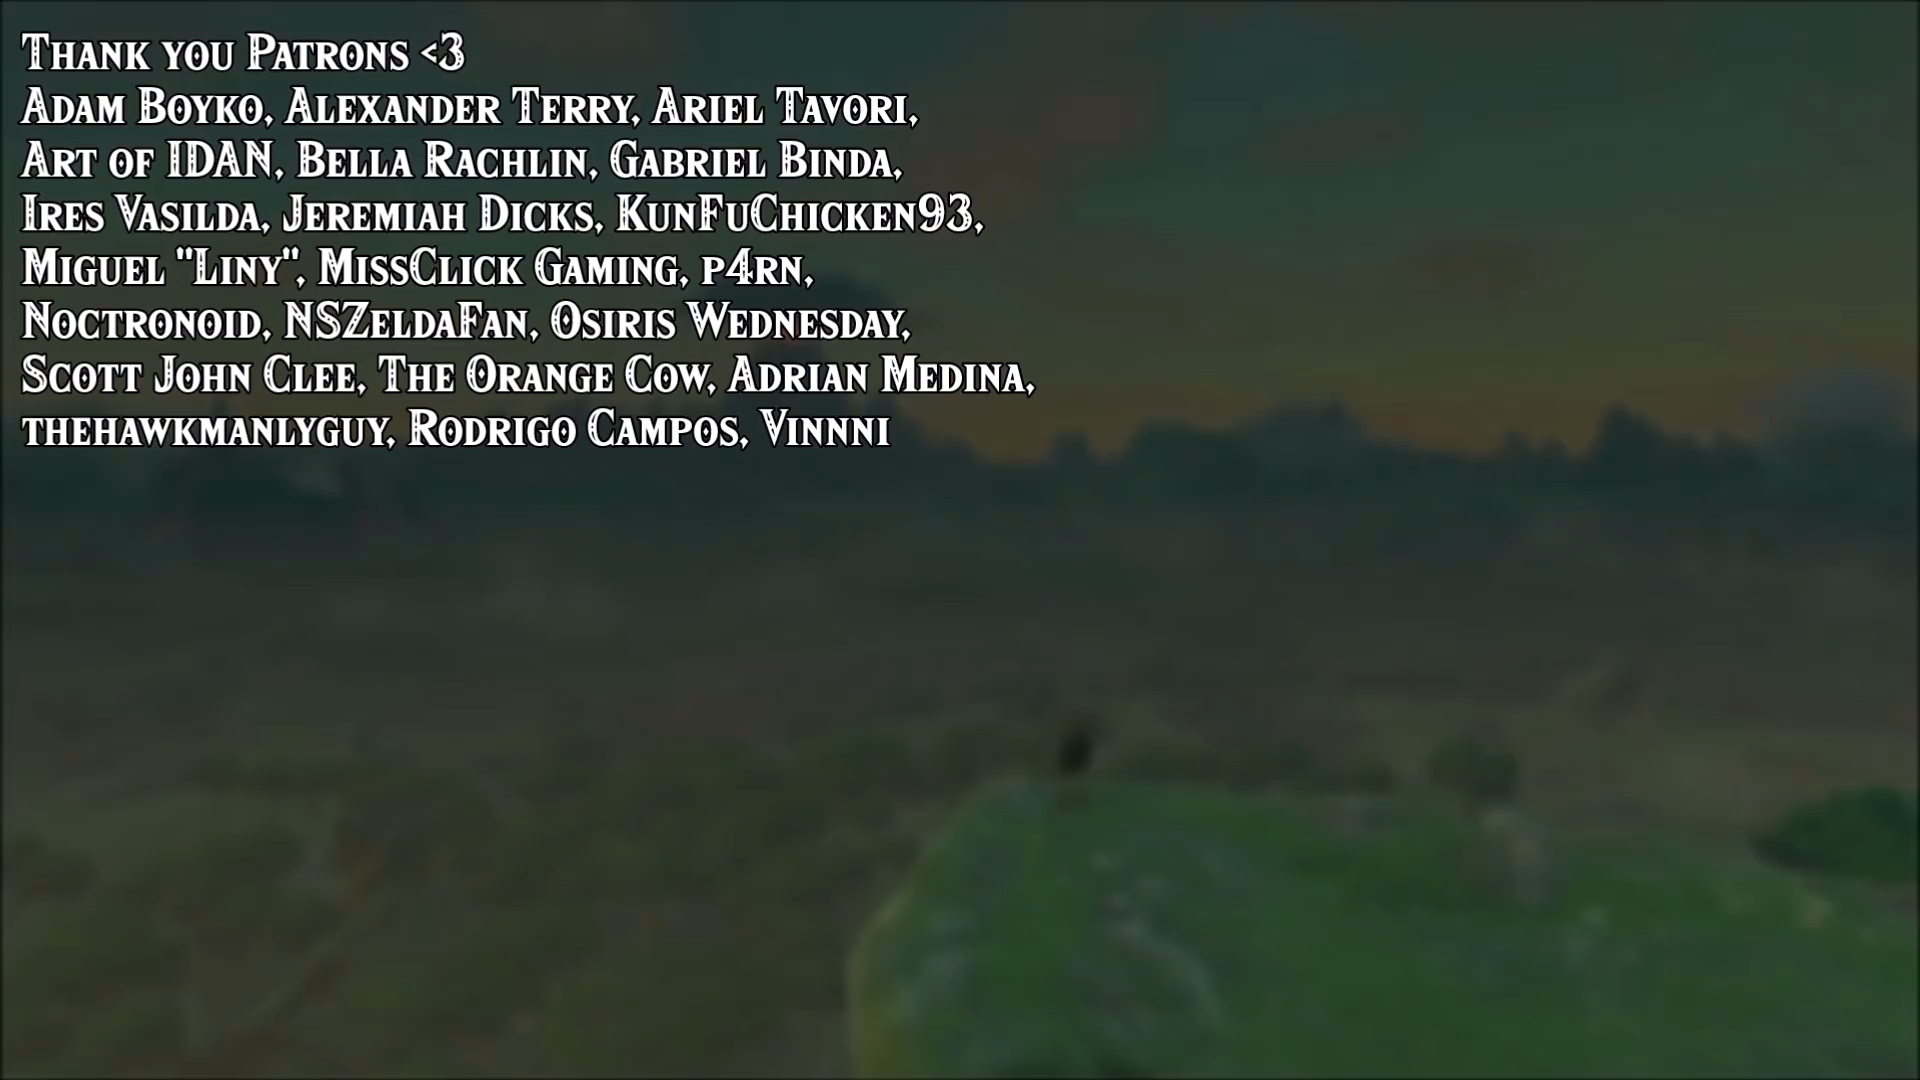 Thank you Patrons <3
Adam Boyko, Alexander Terry, Ariel Tavori,
Art of IDAN, Bella Rachlin, Gabriel Binda,
Ires Vasilda, Jeremiah Dicks, KunFuChicken93,
Miguel "Liny", MissClick Gaming, p4rn,
Noctronoid, NSZeldaFan, Osiris Wednesday,
Scott John Clee, The Orange Cow, Adrian Medina,
thehawkmanlyguy, Rodrigo Campos, Vinnni